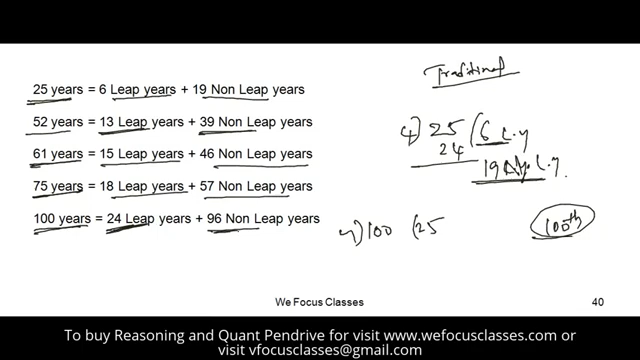 Traditional
25 years = 6 Leap years + 19 Non Leap years
52 years = 13 Leap years + 39 Non Leap years
61 years = 15 Leap years + 46 Non Leap years
75 years = 18 Leap years + 57 Non Leap years
100 years = 24 Leap years + 96 Non Leap years
4) 25 (6 L.y
24
19 N. L.y.
4) 100 (25
100th
We Focus Classes
40
To buy Reasoning and Quant Pendrive for visit www.wefocusclasses.com or
visit vfocusclasses@gmail.com